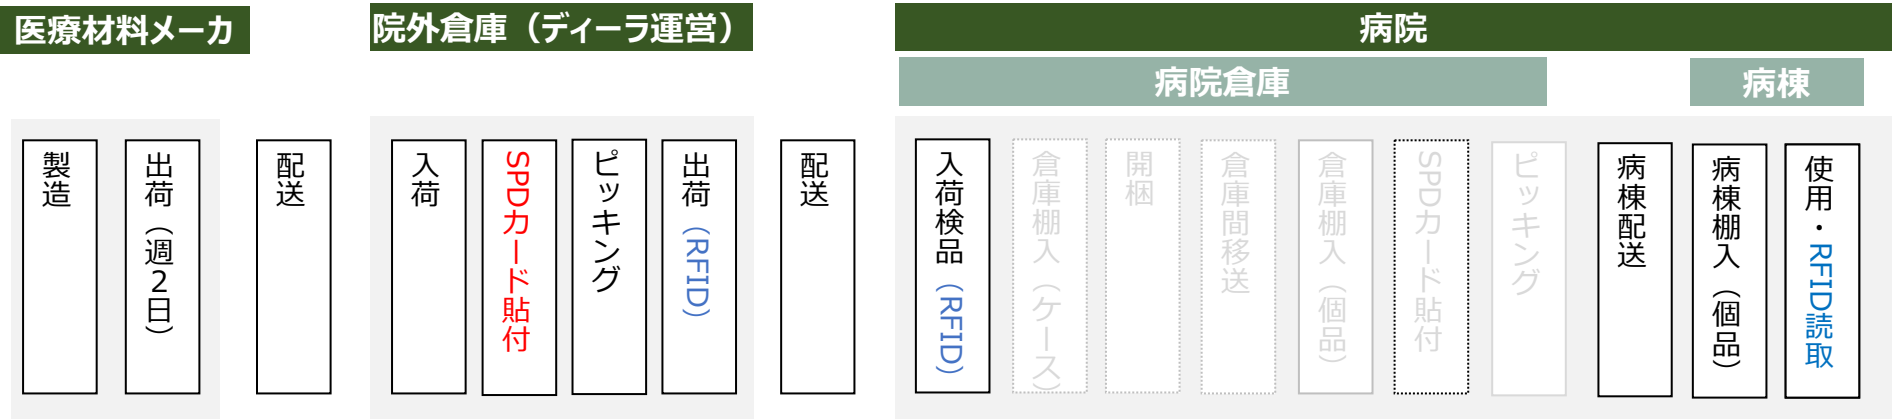 医療材料メーカ
院外倉庫（ディーラ運営）
病院
病院倉庫
病棟
製造
出荷（週２日）
配送
入荷
SPDカード貼付
ピッキング
出荷（RFID）
配送
入荷検品（RFID）
倉庫棚入（ケース）
開梱
倉庫間移送
倉庫棚入（個品）
SPDカード貼付
ピッキング
病棟配送
病棟棚入（個品）
使用・RFID読取